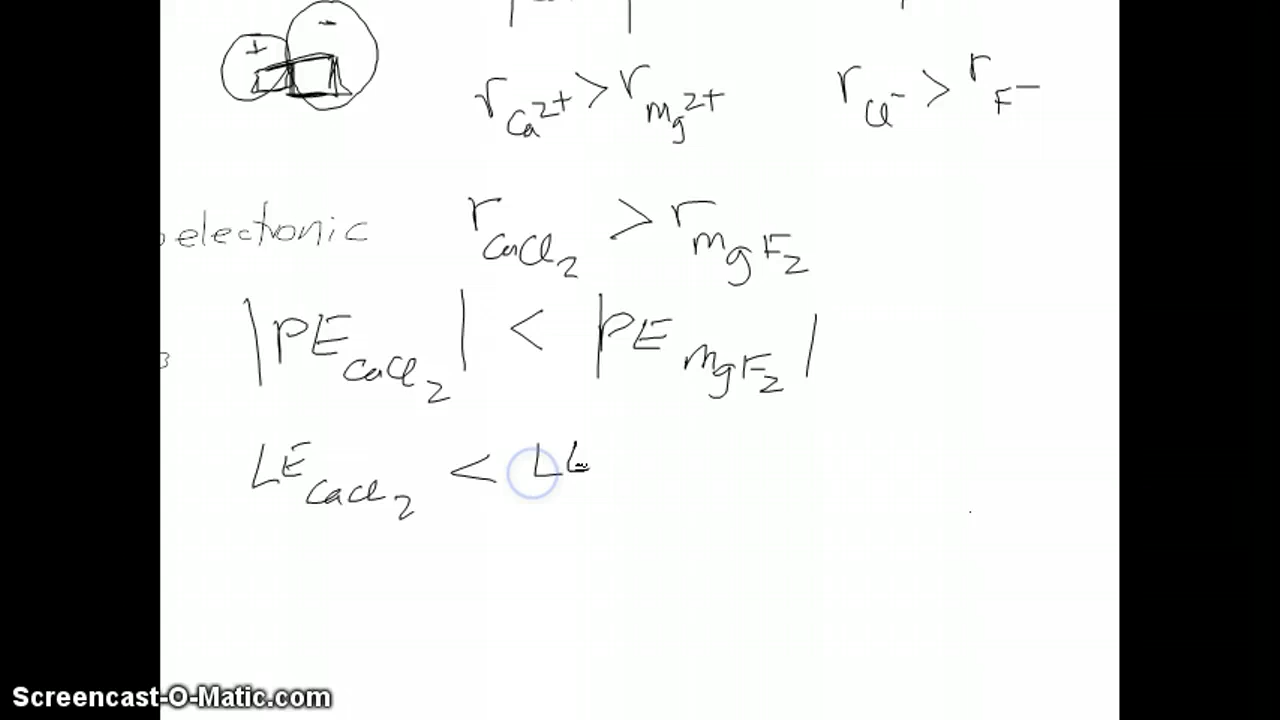 + -
r Ca²⁺ > r Mg²⁺ r Cl⁻ > r F⁻
electronic r CaCl₂ > r MgF₂
|PE CaCl₂| < |PE MgF₂|
LE CaCl₂ < L
Screencast-O-Matic.com